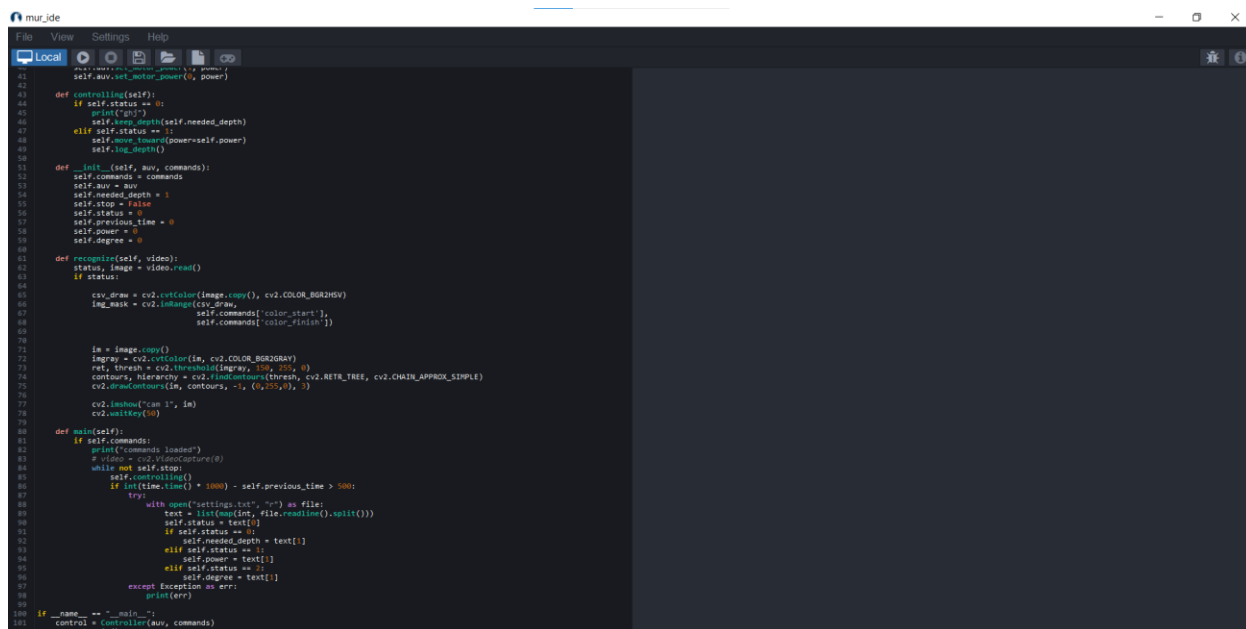 mur_ide
File View Settings Help
Local
40 self.auv.set_motor_power(1, power)
41 self.auv.set_motor_power(0, power)
42
43 def controlling(self):
44 if self.status == 0:
45 print("ghj")
46 self.keep_depth(self.needed_depth)
47 elif self.status == 1:
48 self.move_toward(power=self.power)
49 self.log_depth()
50
51 def __init__(self, auv, commands):
52 self.commands = commands
53 self.auv = auv
54 self.needed_depth = 1
55 self.stop = False
56 self.status = 0
57 self.previous_time = 0
58 self.power = 0
59 self.degree = 0
60
61 def recognize(self, video):
62 status, image = video.read()
63 if status:
64
65 csv_draw = cv2.cvtColor(image.copy(), cv2.COLOR_BGR2HSV)
66 img_mask = cv2.inRange(csv_draw,
67 self.commands['color_start'],
68 self.commands['color_finish'])
69
70
71 im = image.copy()
72 imgray = cv2.cvtColor(im, cv2.COLOR_BGR2GRAY)
73 ret, thresh = cv2.threshold(imgray, 150, 255, 0)
74 contours, hierarchy = cv2.findContours(thresh, cv2.RETR_TREE, cv2.CHAIN_APPROX_SIMPLE)
75 cv2.drawContours(im, contours, -1, (0,255,0), 3)
76
77 cv2.imshow("cam 1", im)
78 cv2.waitKey(50)
79
80 def main(self):
81 if self.commands:
82 print("commands loaded")
83 # video = cv2.VideoCapture(0)
84 while not self.stop:
85 self.controlling()
86 if int(time.time() * 1000) - self.previous_time > 500:
87 try:
88 with open("settings.txt", "r") as file:
89 text = list(map(int, file.readline().split()))
90 self.status = text[0]
91 if self.status == 0:
92 self.needed_depth = text[1]
93 elif self.status == 1:
94 self.power = text[1]
95 elif self.status == 2:
96 self.degree = text[1]
97 except Exception as err:
98 print(err)
99
100 if __name__ == "__main__":
101 control = Controller(auv, commands)